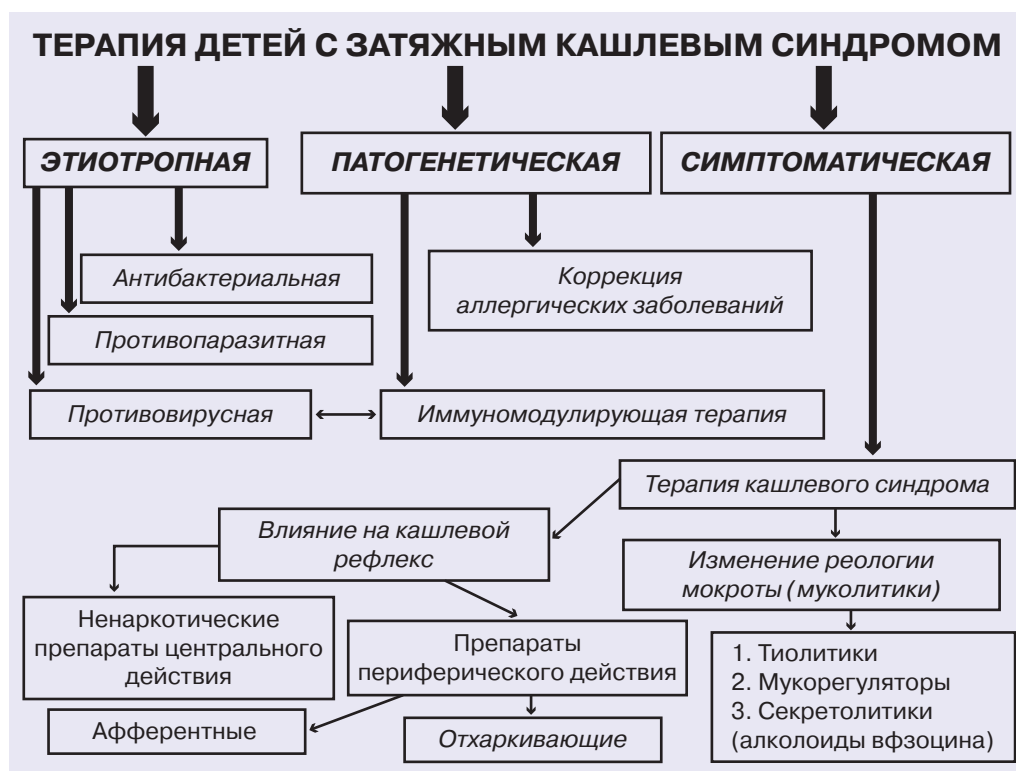 ТЕРАПИЯ ДЕТЕЙ С ЗАТЯЖНЫМ КАШЛЕВЫМ СИНДРОМОМ
ЭТИОТРОПНАЯ
ПАТОГЕНЕТИЧЕСКАЯ
СИМПТОМАТИЧЕСКАЯ
Антибактериальная
Коррекция
аллергических заболеваний
Противопаразитная
Противовирусная
Иммуномодулирующая терапия
Терапия кашлевого синдрома
Влияние на кашлевой
рефлекс
Изменение реологии
мокроты (муколитики)
Ненаркотические
препараты центрального
действия
Препараты
периферического действия
1. Тиолитики
2. Мукорегуляторы
3. Секретолитики
(алколоиды вфзоцина)
Афферентные
Отхаркивающие